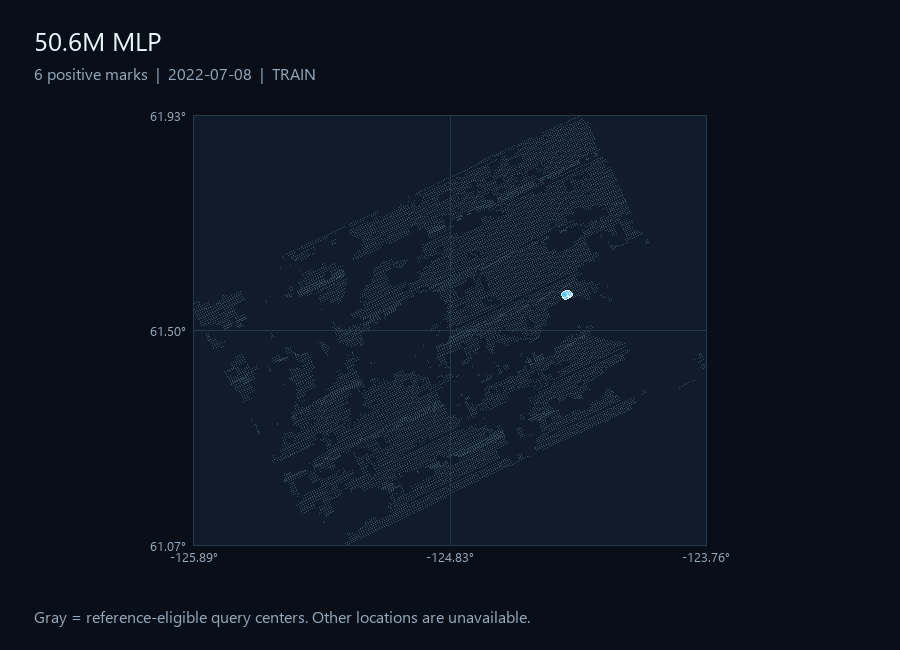 50.6M MLP
6 positive marks | 2022-07-08 | TRAIN
61.93°
61.50°
61.07°
-125.89° -124.83° -123.76°
Gray = reference-eligible query centers. Other locations are unavailable.